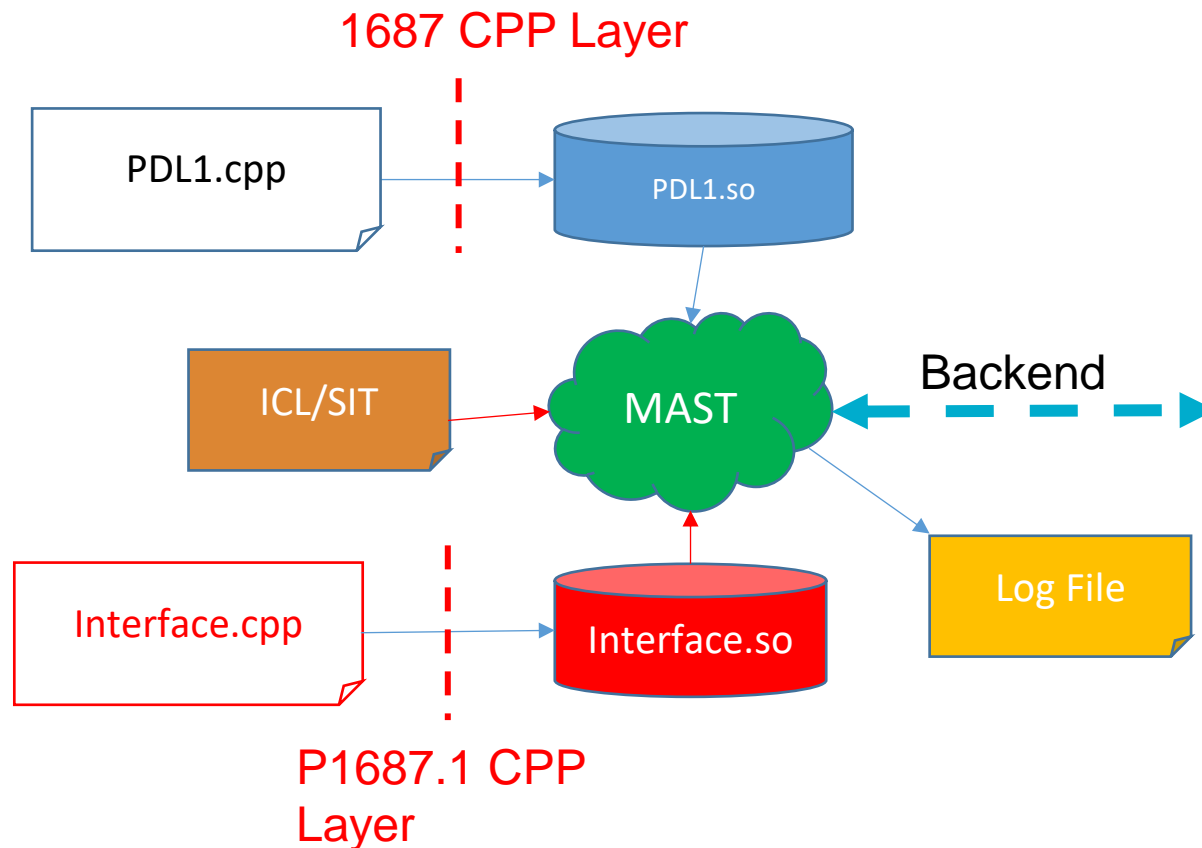 1687 CPP Layer
PDL1.cpp
PDL1.so
ICL/SIT
MAST
Backend
Interface.cpp
Interface.so
Log File
P1687.1 CPP
Layer